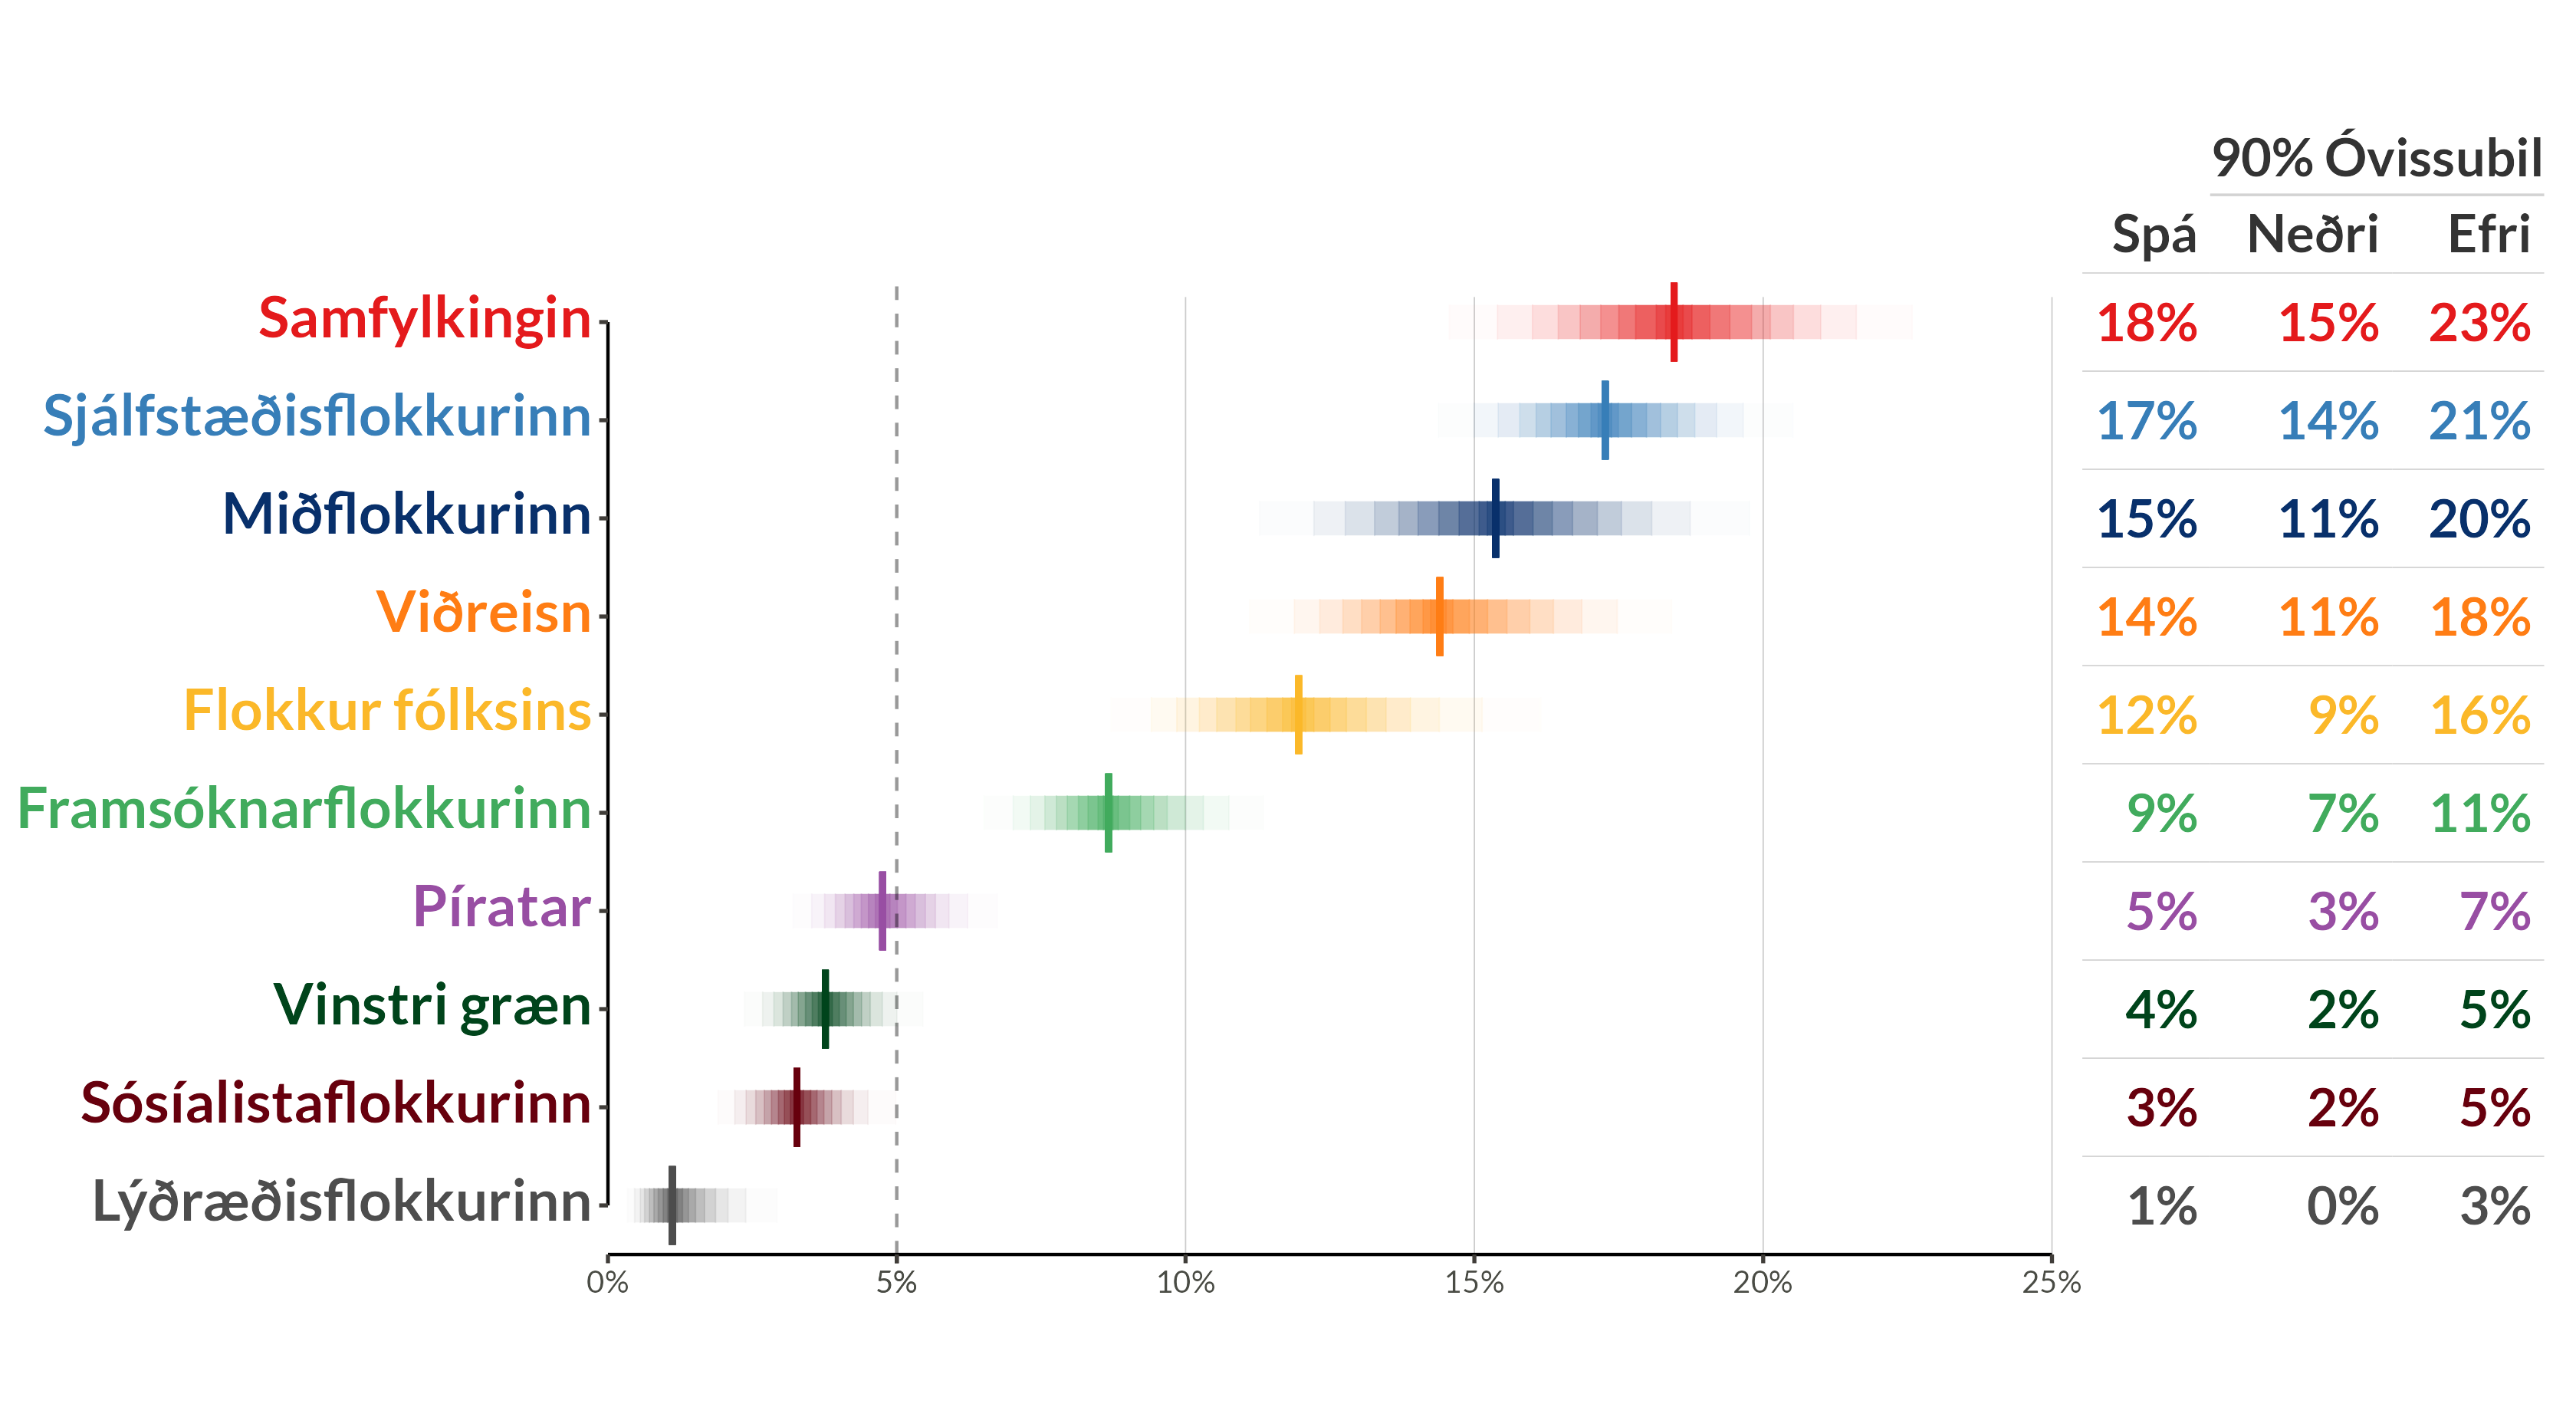 90% Óvissubil
Spá Neðri Efri
Samfylkingin 18% 15% 23%
Sjálfstæðisflokkurinn 17% 14% 21%
Miðflokkurinn 15% 11% 20%
Viðreisn 14% 11% 18%
Flokkur fólksins 12% 9% 16%
Framsóknarflokkurinn 9% 7% 11%
Píratar 5% 3% 7%
Vinstri græn 4% 2% 5%
Sósíalistaflokkurinn 3% 2% 5%
Lýðræðisflokkurinn 1% 0% 3%
0% 5% 10% 15% 20% 25%